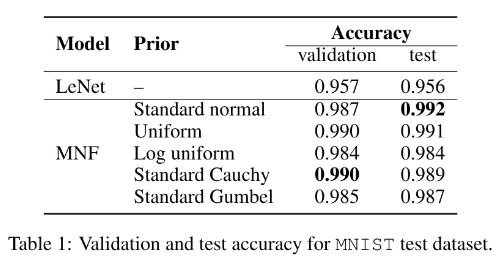 Model Prior Accuracy
validation test
LeNet – 0.957 0.956
Standard normal 0.987 0.992
Uniform 0.990 0.991
MNF Log uniform 0.984 0.984
Standard Cauchy 0.990 0.989
Standard Gumbel 0.985 0.987
Table 1: Validation and test accuracy for MNIST test dataset.